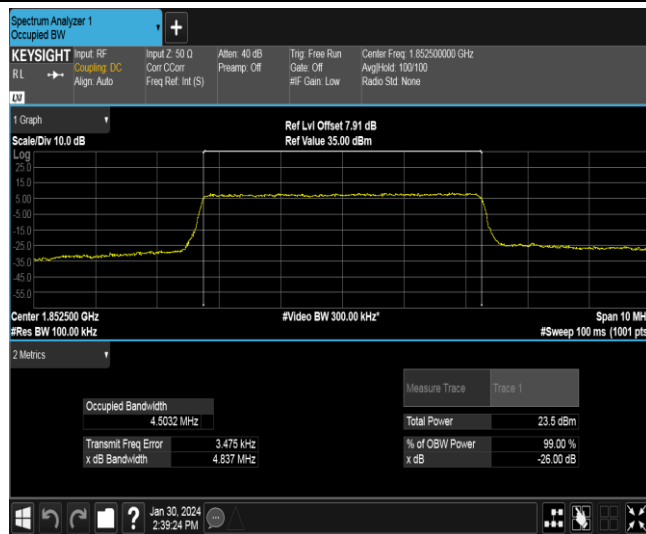 Spectrum Analyzer 1
Occupied BW
+
KEYSIGHT Input: RF Input Z: 50 Ω Atten: 40 dB Trig: Free Run Center Freq: 1.852500000 GHz
RL Coupling: DC Corr CCorr Preamp: Off Gate: Off Avg|Hold: 100/100
Align: Auto Freq Ref: Int (S) #IF Gain: Low Radio Std: None
LXI
1 Graph
Ref Lvl Offset 7.91 dB
Scale/Div 10.0 dB Ref Value 35.00 dBm
Log
25.0
15.0
5.00
-5.00
-15.0
-25.0
-35.0
-45.0
-55.0
Center 1.852500 GHz #Video BW 300.00 kHz* Span 10 MH
#Res BW 100.00 kHz #Sweep 100 ms (1001 pts
2 Metrics
Measure Trace Trace 1
Occupied Bandwidth
4.5032 MHz Total Power 23.5 dBm
Transmit Freq Error 3.475 kHz % of OBW Power 99.00 %
x dB Bandwidth 4.837 MHz x dB -26.00 dB
? Jan 30, 2024
2:39:24 PM